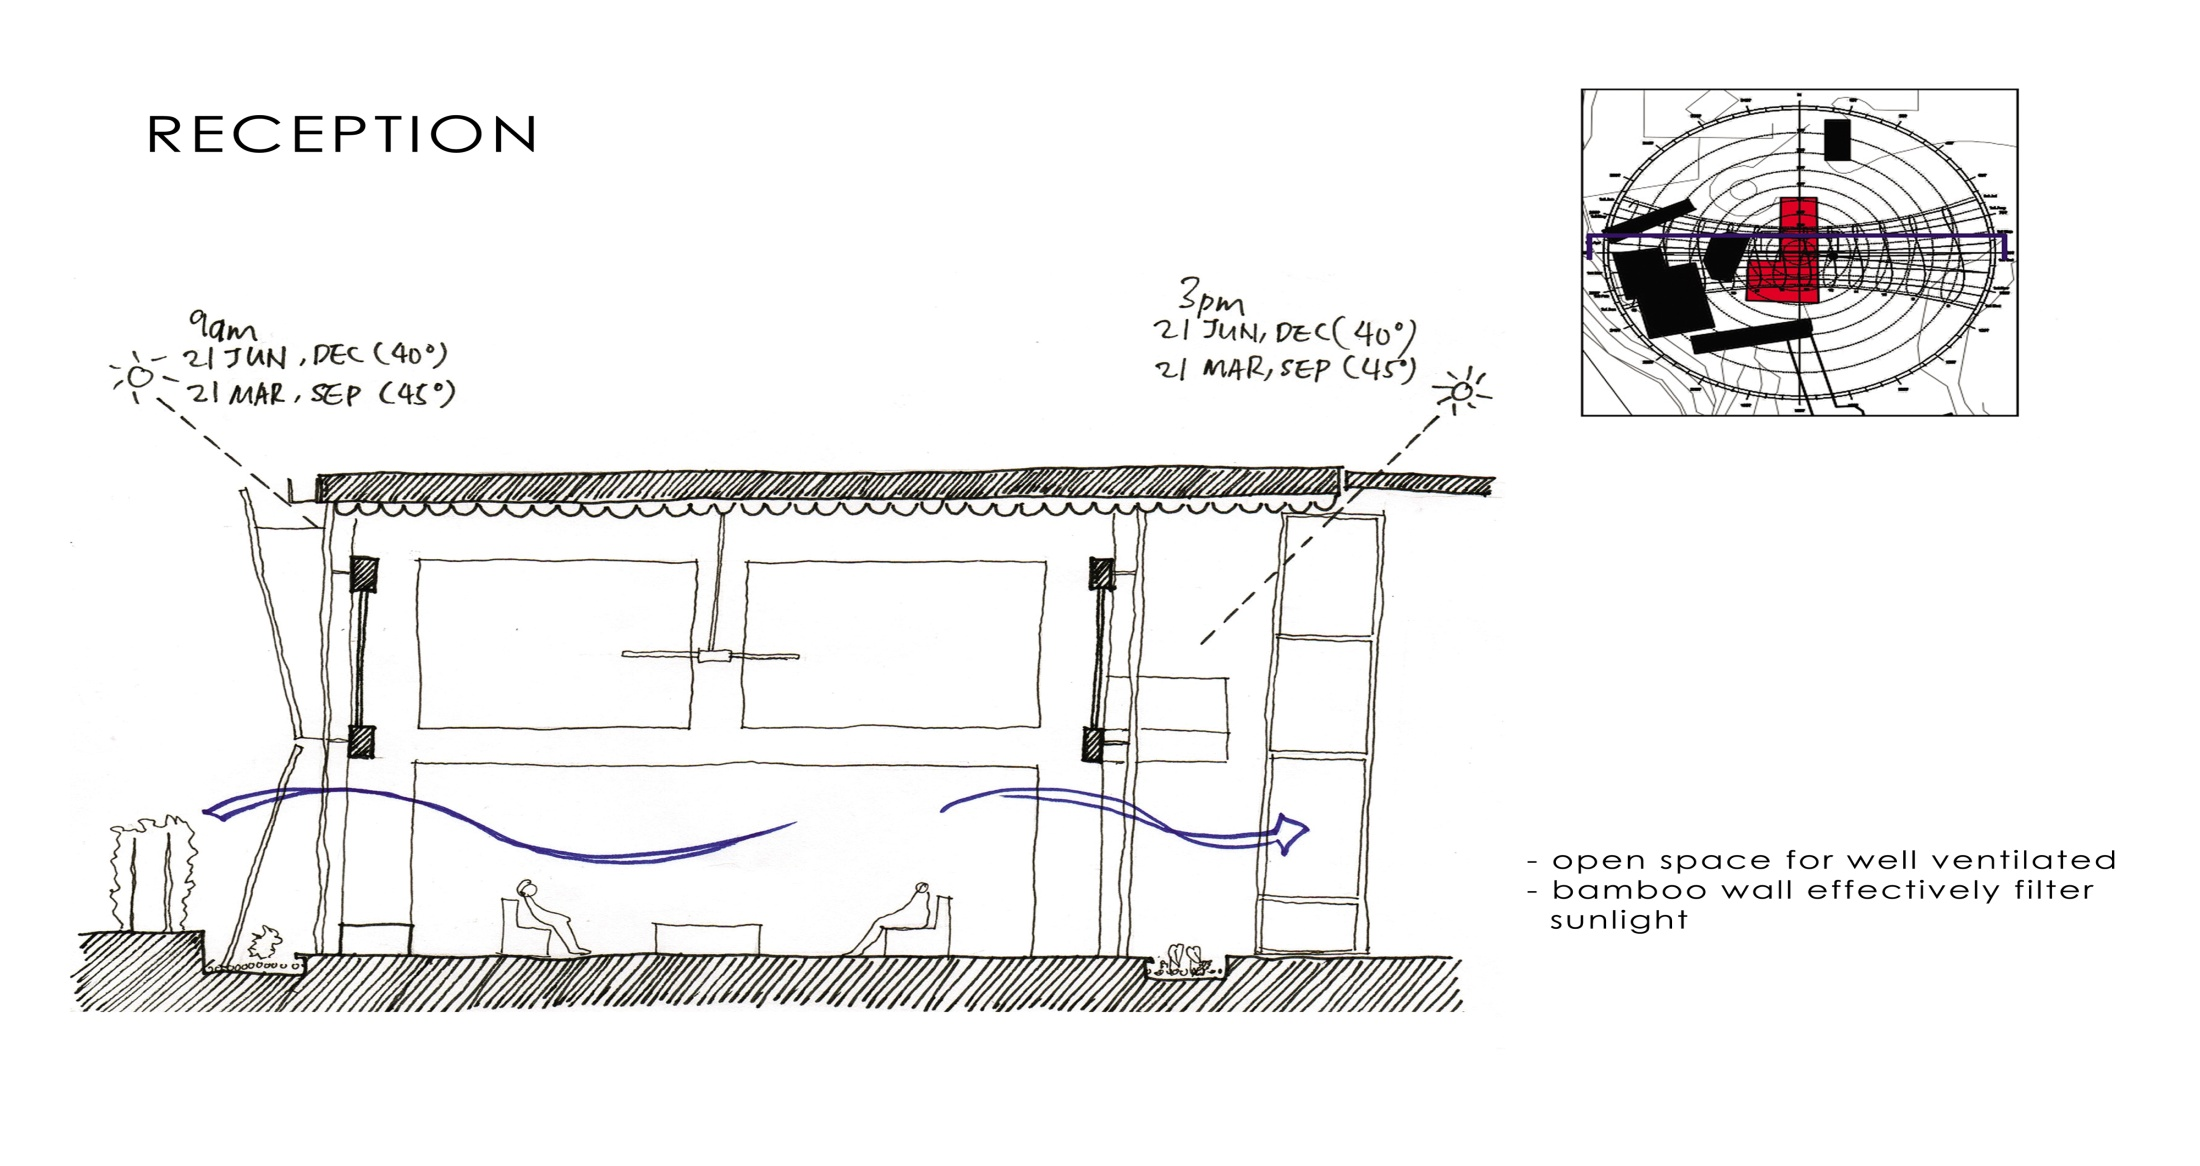 RECEPTION
9am
21 JUN, DEC (40°)
21 MAR, SEP (45°)
3pm
21 JUN, DEC (40°)
21 MAR, SEP (45°)
- open space for well ventilated
- bamboo wall effectively filter
sunlight